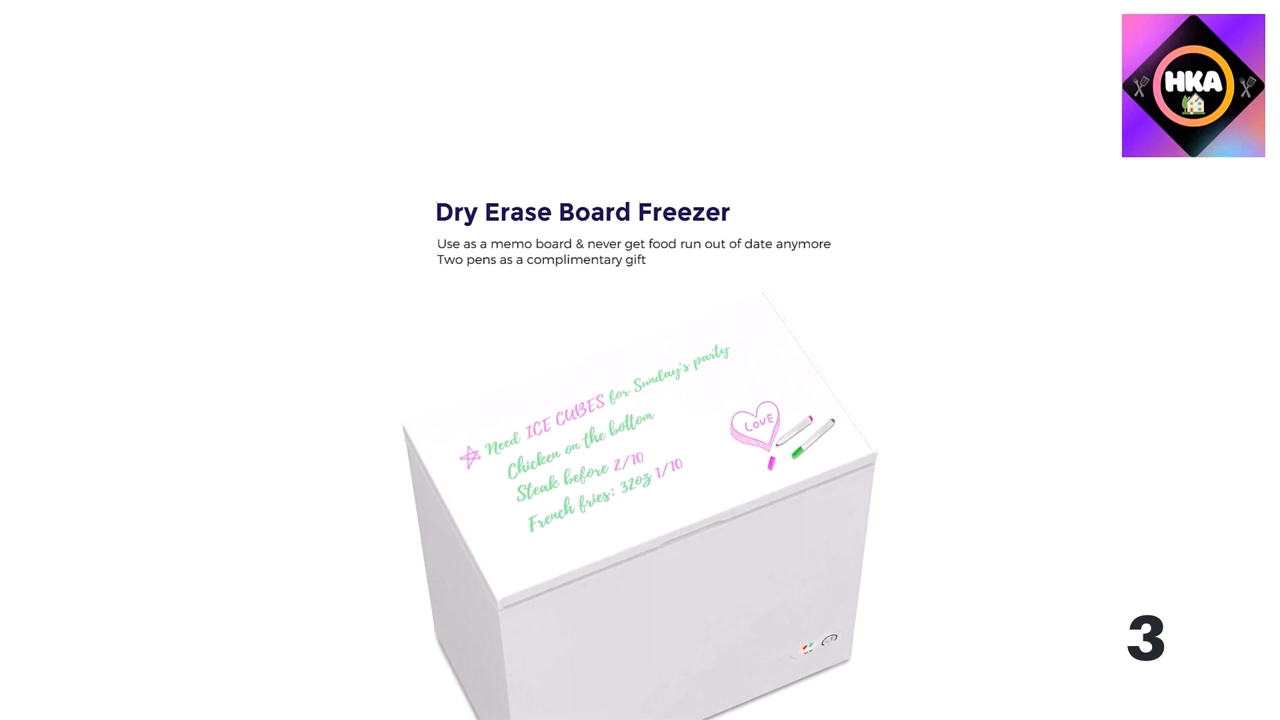 HKA
Dry Erase Board Freezer
Use as a memo board & never get food run out of date anymore
Two pens as a complimentary gift
Need ICE CUBES for Sunday's party
Chicken on the bottom
Steak before 2/10
French fries: 32oz 1/10
LOVE
3